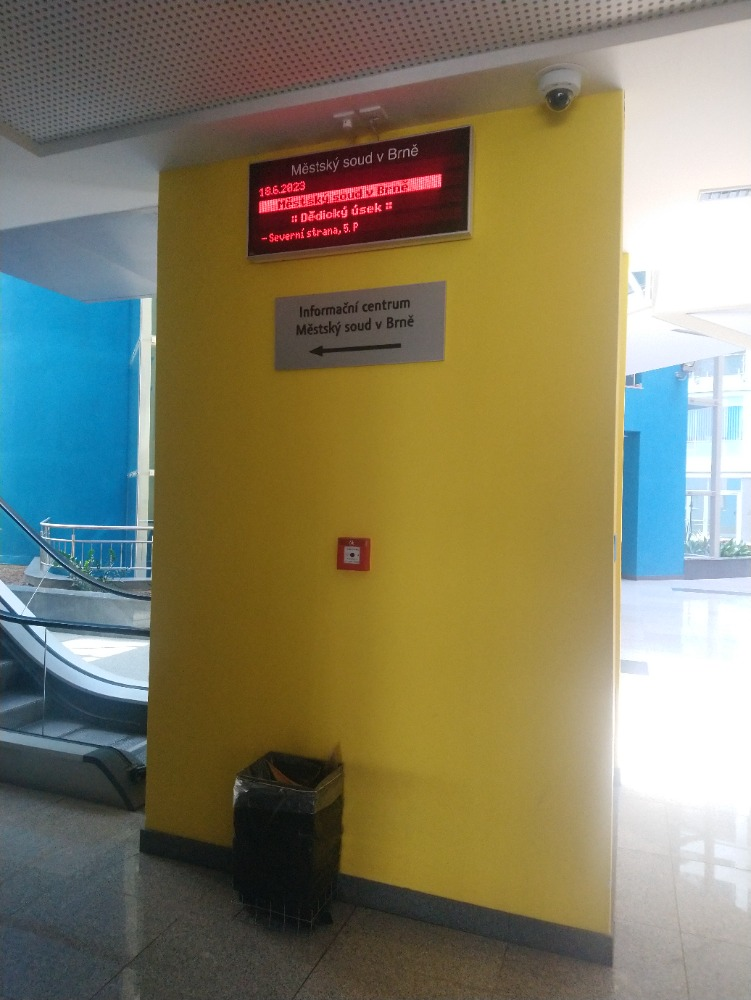 Městský soud v Brně
18.6.2023
Městský soud v Brně
:: Dědický úsek ::
- Severní strana, 5. P
Informační centrum
Městský soud v Brně